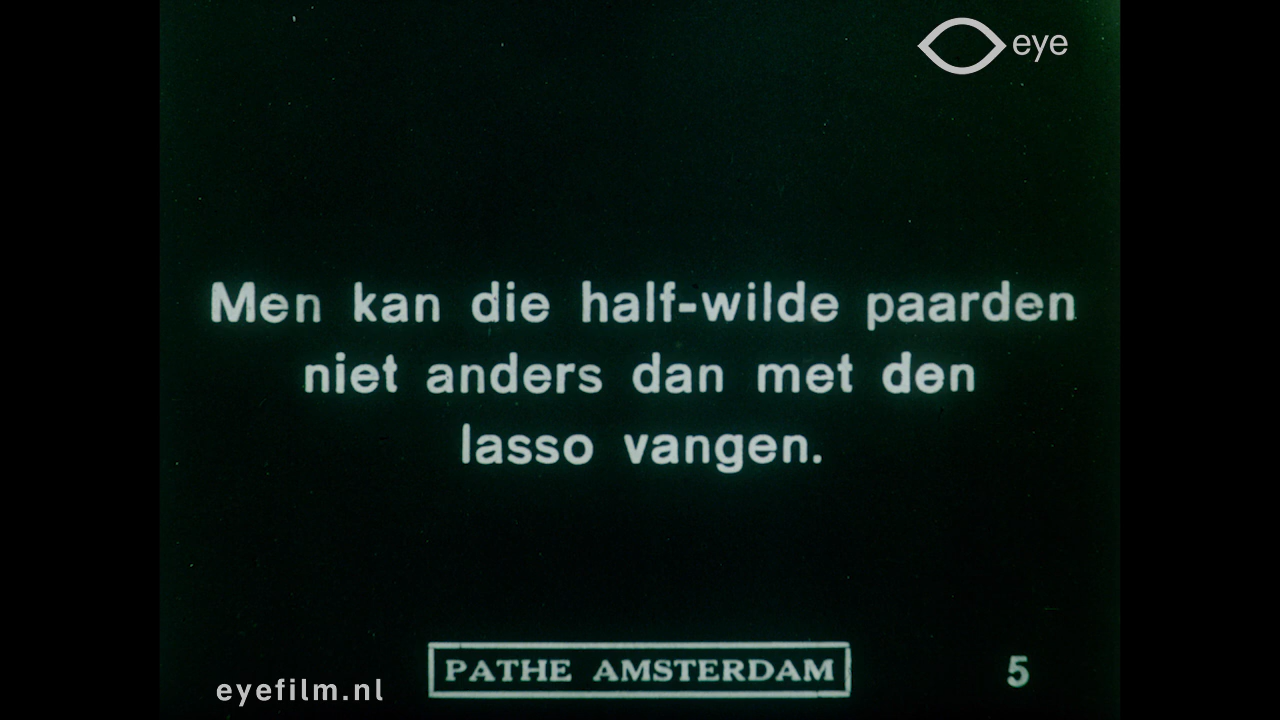 eye
Men kan die half-wilde paarden
niet anders dan met den
lasso vangen.
PATHE AMSTERDAM
5
eyefilm.nl